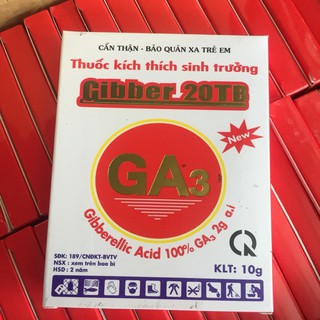 CẨN THẬN - BẢO QUẢN XA TRẺ EM
Thuốc kích thích sinh trưởng
Gibber 20TB
New
GA3
Gibberellic Acid 100% GA3 2g a.i
SĐK: 189/CNĐKT-BVTV
NSX : xem trên bao bì
HSD : 2 năm
KLT: 10g